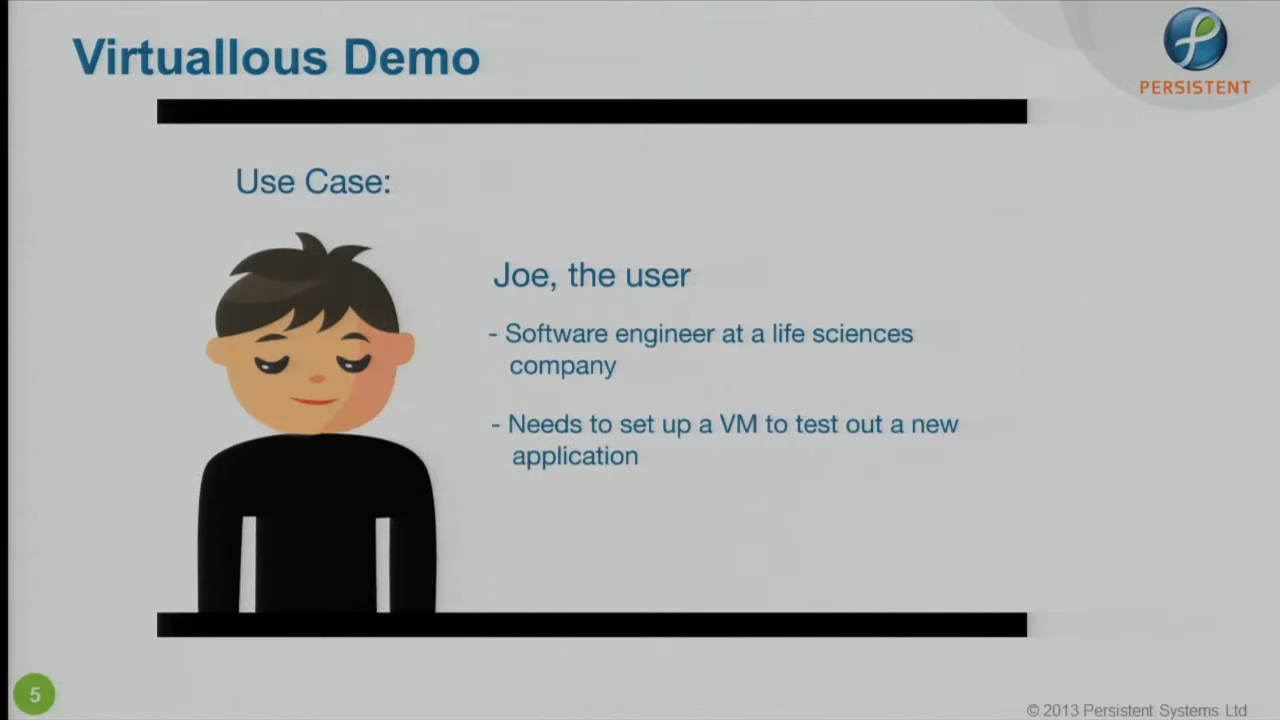 Virtuallous Demo
PERSISTENT
Use Case:
Joe, the user
- Software engineer at a life sciences
company
- Needs to set up a VM to test out a new
application
5
© 2013 Persistent Systems Ltd